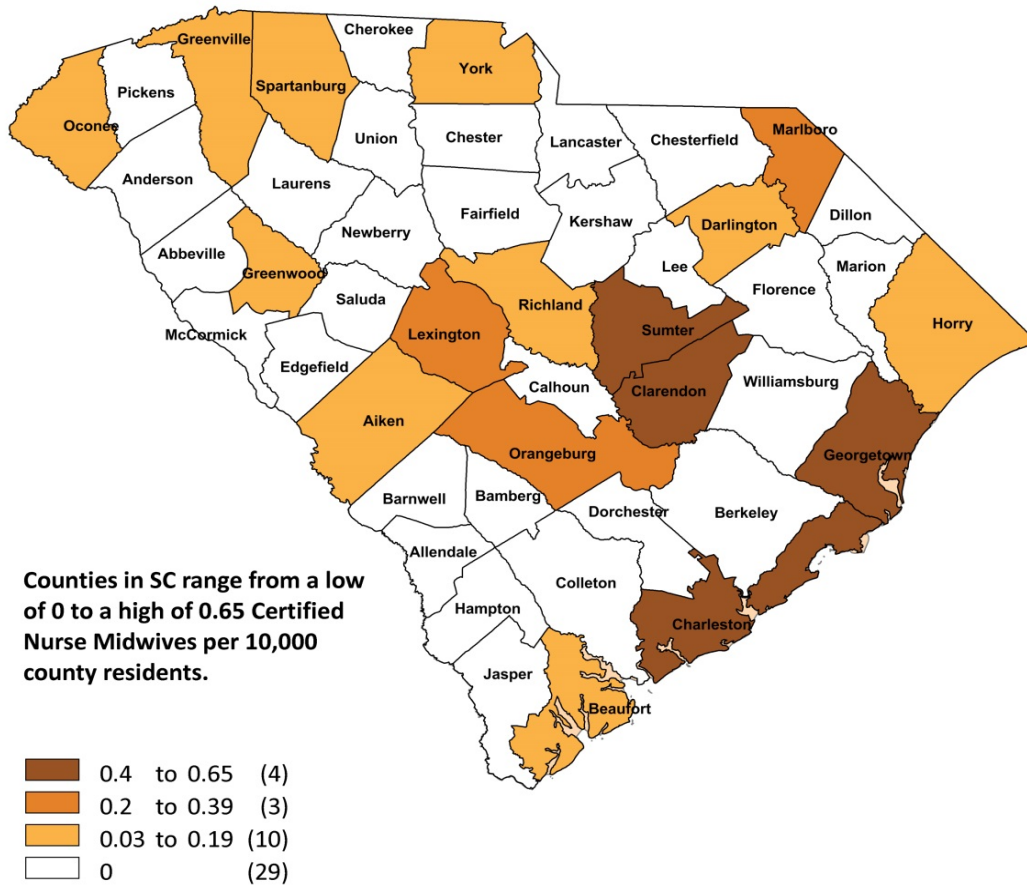 Cherokee
Greenville
York
Spartanburg
Pickens
Oconee
Marlboro
Union
Chester
Lancaster
Chesterfield
Anderson
Laurens
Fairfield
Kershaw
Dillon
Darlington
Newberry
Abbeville
Greenwood
Lee
Marion
Florence
Saluda
Richland
McCormick
Lexington
Sumter
Horry
Edgefield
Calhoun
Clarendon
Williamsburg
Aiken
Orangeburg
Georgetown
Barnwell
Bamberg
Dorchester
Berkeley
Allendale
Colleton
Hampton
Charleston
Jasper
Beaufort
Counties in SC range from a low
of 0 to a high of 0.65 Certified
Nurse Midwives per 10,000
county residents.
0.4 to 0.65 (4)
0.2 to 0.39 (3)
0.03 to 0.19 (10)
0 (29)